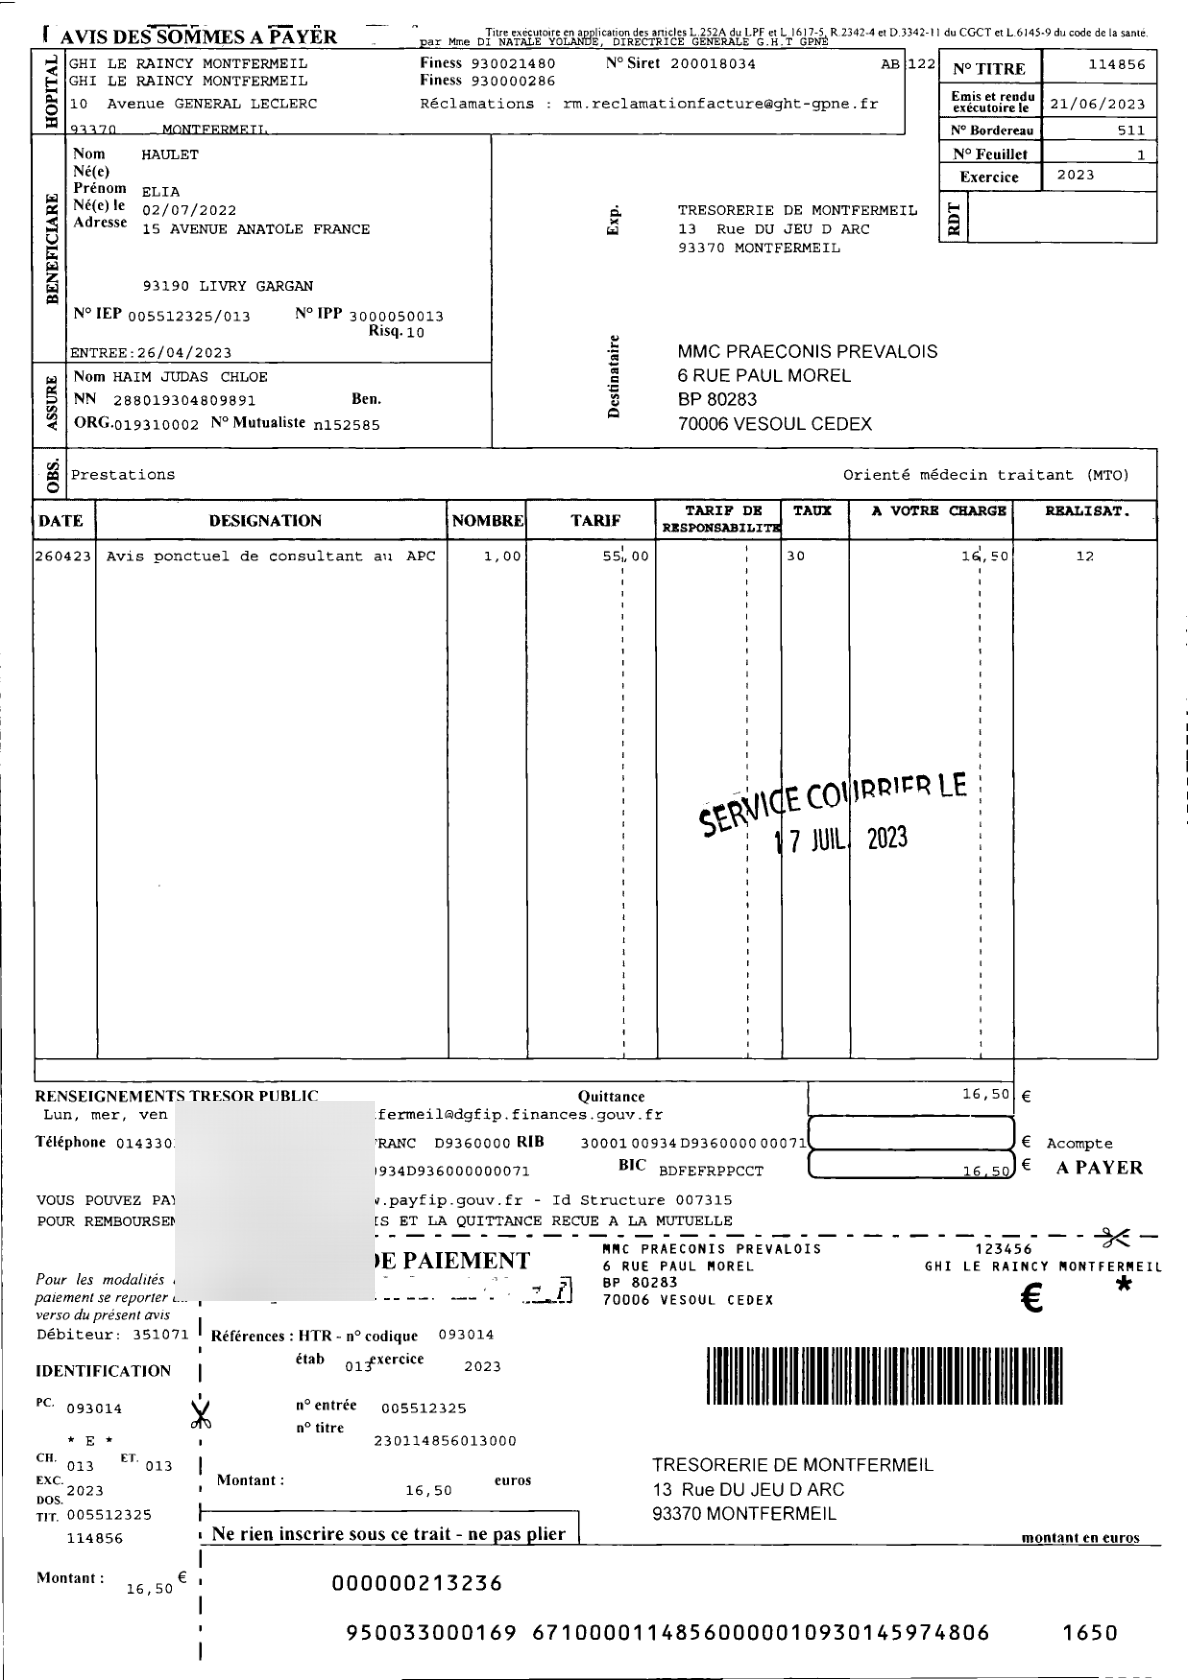 AVIS DES SOMMES A PAYER
Titre exécutoire en application des articles L.252A du LPF et L 1617-5, R.2342-4 et D.3342-11 du CGCT et L.6145-9 du code de la santé.
par Mme DI NATALE YOLANDE, DIRECTRICE GENERALE G.H.T GPNE
HOPITAL
GHI LE RAINCY MONTFERMEIL Finess 930021480 N° Siret 200018034 AB 122
GHI LE RAINCY MONTFERMEIL Finess 930000286
10 Avenue GENERAL LECLERC Réclamations : rm.reclamationfacture@ght-gpne.fr
93370 MONTFERMEIL
N° TITRE 114856
Emis et rendu exécutoire le 21/06/2023
N° Bordereau 511
N° Feuillet 1
Exercice 2023
RDT
BENEFICIAIRE
Nom HAULET
Né(e)
Prénom ELIA
Né(e) le 02/07/2022
Adresse 15 AVENUE ANATOLE FRANCE
93190 LIVRY GARGAN
N° IEP 005512325/013 N° IPP 3000050013
Risq. 10
ENTREE:26/04/2023
Exp.
TRESORERIE DE MONTFERMEIL
13 Rue DU JEU D ARC
93370 MONTFERMEIL
ASSURE
Nom HAIM JUDAS CHLOE
NN 288019304809891 Ben.
ORG.019310002 N° Mutualiste n152585
Destinataire
MMC PRAECONIS PREVALOIS
6 RUE PAUL MOREL
BP 80283
70006 VESOUL CEDEX
OBS.
Prestations Orienté médecin traitant (MTO)
DATE DESIGNATION NOMBRE TARIF TARIF DE RESPONSABILITE TAUX A VOTRE CHARGE REALISAT.
260423 Avis ponctuel de consultant au APC 1,00 55,00 30 16,50 12
SERVICE COURRIER LE
17 JUIL. 2023
RENSEIGNEMENTS TRESOR PUBLIC Quittance 16,50 €
Lun, mer, ven fermeil@dgfip.finances.gouv.fr
Téléphone 014330 FRANC D9360000 RIB 30001 00934 D9360000000 71 € Acompte
0934D936000000071 BIC BDFEFRPPCCT 16,50 € A PAYER
VOUS POUVEZ PAY .payfip.gouv.fr - Id Structure 007315
POUR REMBOURSEM IS ET LA QUITTANCE RECUE A LA MUTUELLE
DE PAIEMENT
MMC PRAECONIS PREVALOIS 123456
6 RUE PAUL MOREL GHI LE RAINCY MONTFERMEIL
BP 80283 € *
70006 VESOUL CEDEX
Pour les modalités
paiement se reporter
verso du présent avis
Débiteur: 351071
Références : HTR - n° codique 093014
étab 013 exercice 2023
IDENTIFICATION
PC. 093014
n° entrée 005512325
n° titre
230114856013000
* E *
CH. 013 ET. 013
EXC. 2023
DOS.
TIT. 005512325
114856
Montant : 16,50 euros
TRESORERIE DE MONTFERMEIL
13 Rue DU JEU D ARC
93370 MONTFERMEIL
Ne rien inscrire sous ce trait - ne pas plier
montant en euros
Montant : 16,50 €
000000213236
950033000169 671000011485600000109301459748​06 1650